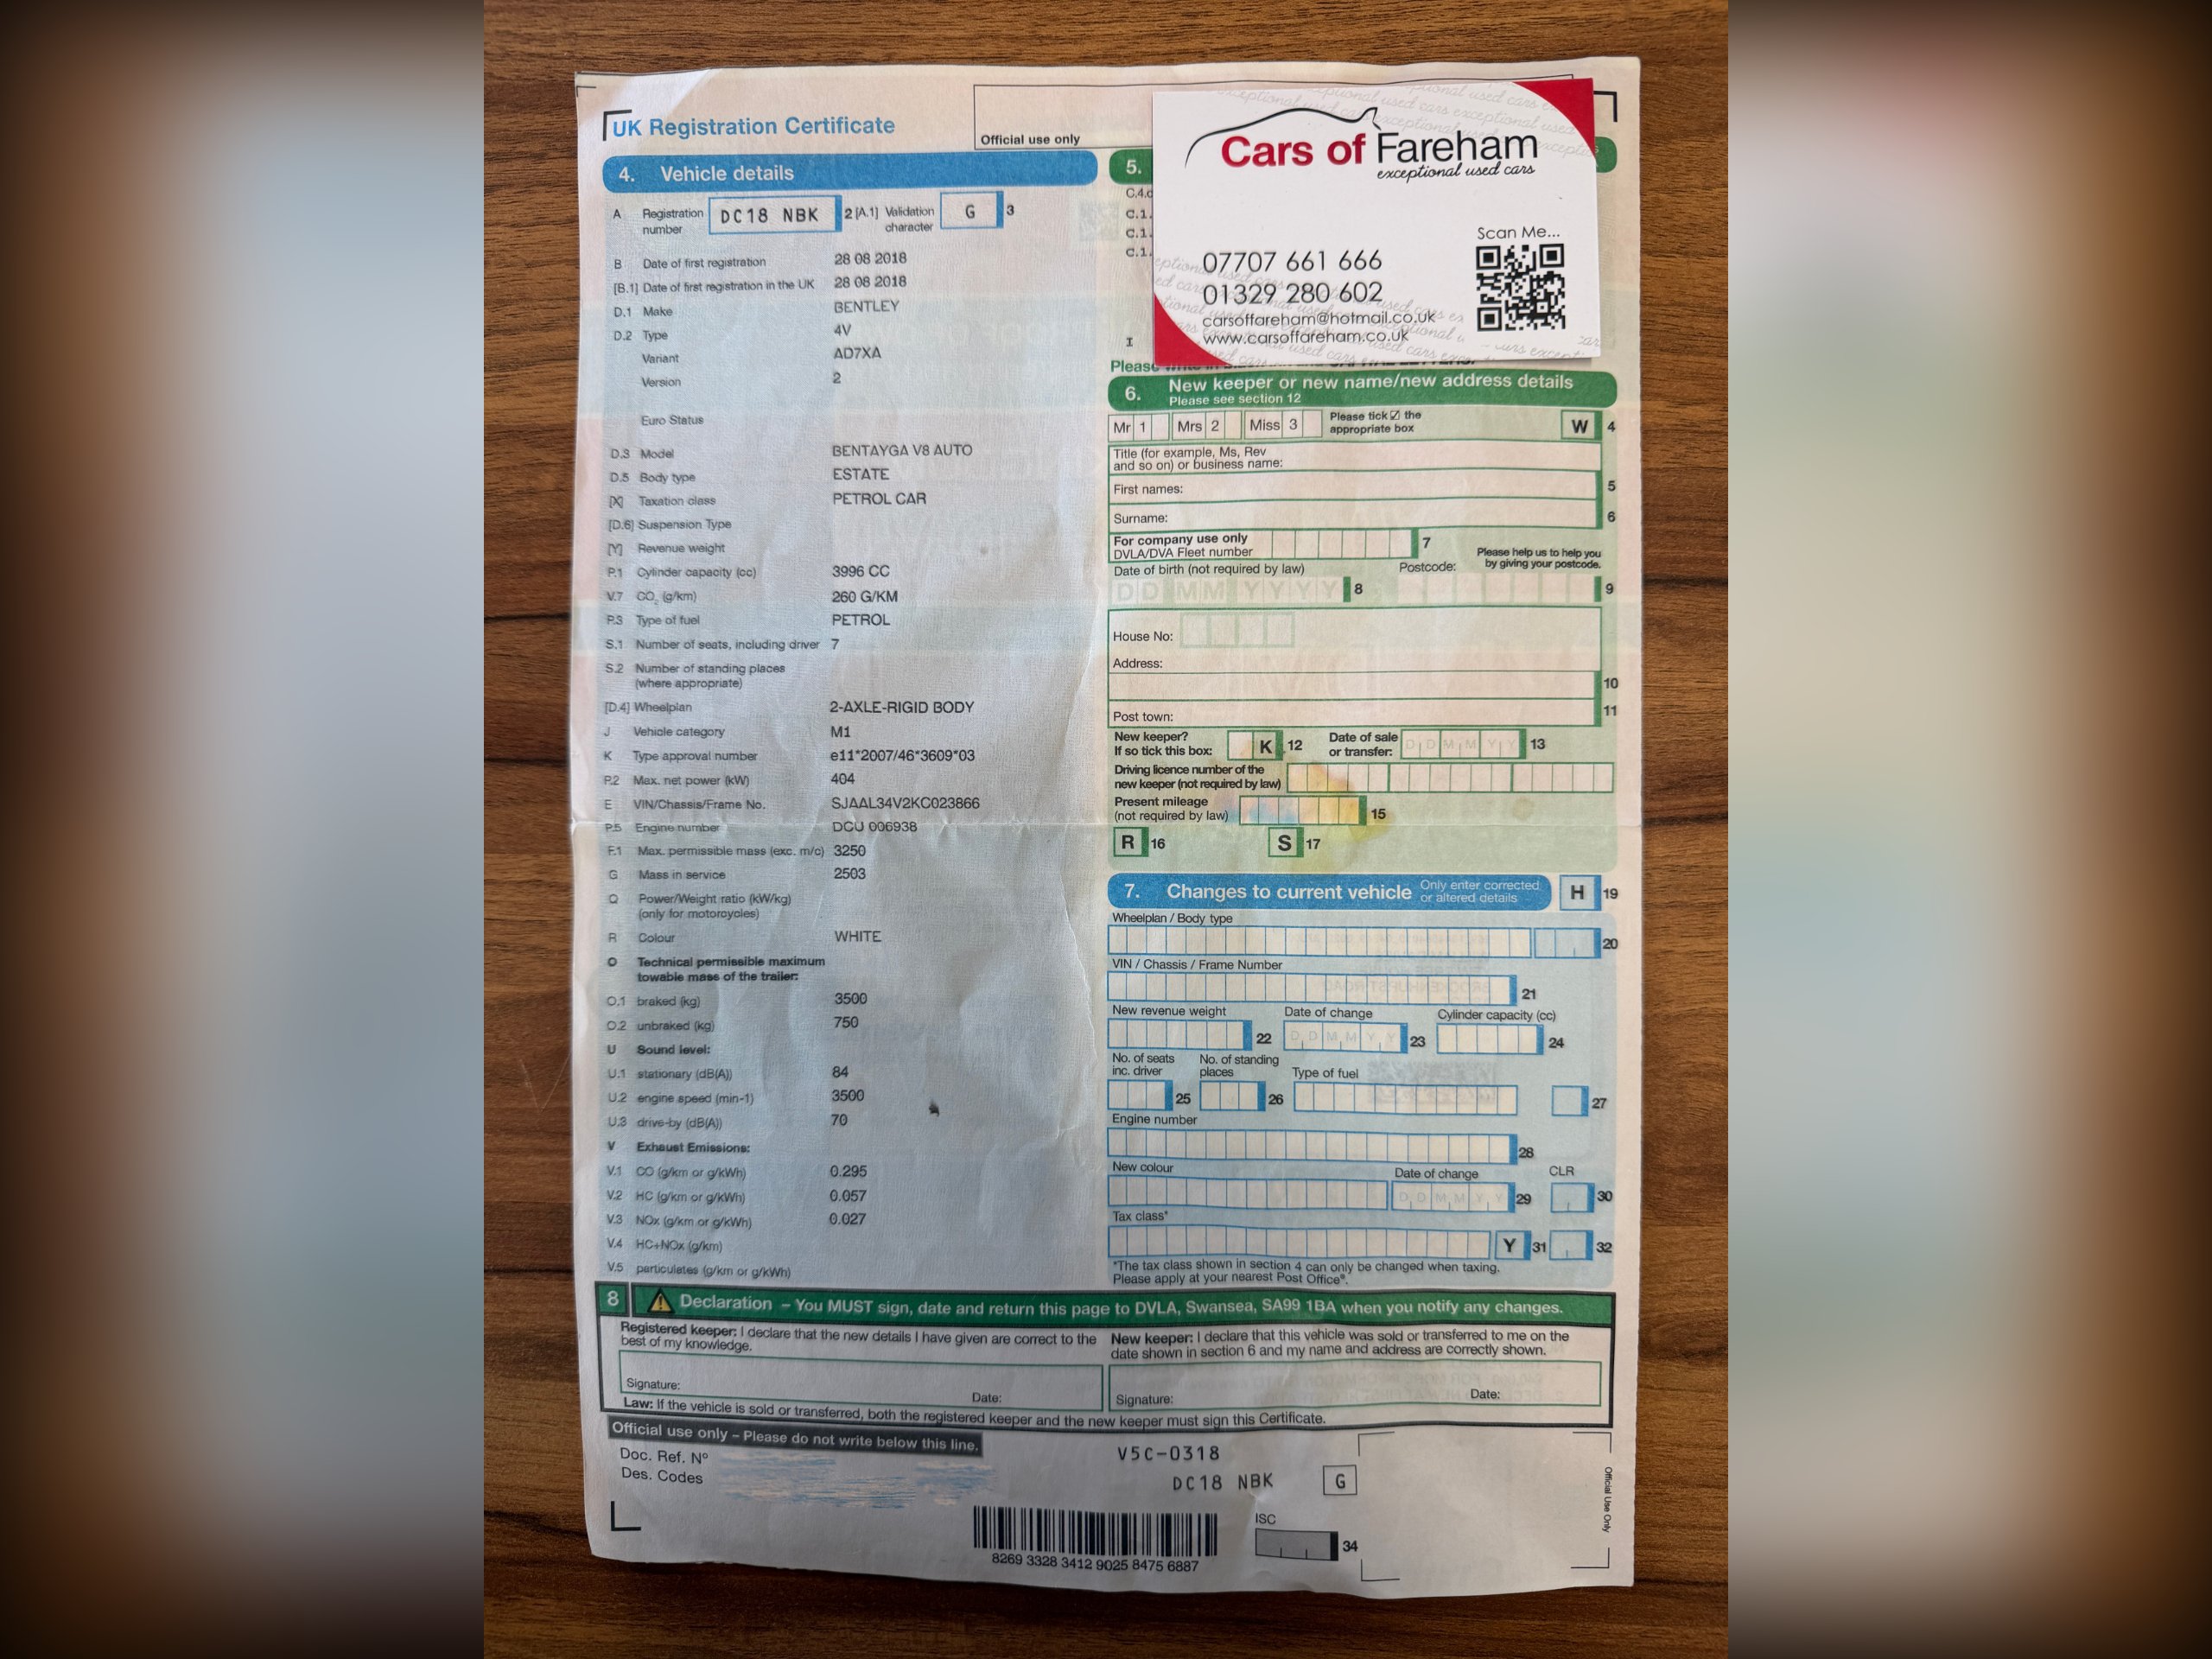 UK Registration Certificate
Official use only
4. Vehicle details
A Registration number DC18 NBK 2 [A.1] Validation character G 3
B Date of first registration 28 08 2018
[B.1] Date of first registration in the UK 28 08 2018
D.1 Make BENTLEY
D.2 Type 4V
Variant AD7XA
Version 2
Euro Status
D.3 Model BENTAYGA V8 AUTO
D.5 Body type ESTATE
[X] Taxation class PETROL CAR
[D.6] Suspension Type
[Y] Revenue weight
P.1 Cylinder capacity (cc) 3996 CC
V.7 CO2 (g/km) 260 G/KM
P.3 Type of fuel PETROL
S.1 Number of seats, including driver 7
S.2 Number of standing places
(where appropriate)
[D.4] Wheelplan 2-AXLE-RIGID BODY
J Vehicle category M1
K Type approval number e11*2007/46*3609*03
P.2 Max. net power (kW) 404
E VIN/Chassis/Frame No. SJAAL34V2KC023866
P.5 Engine number DCU 006938
F.1 Max. permissible mass (exc. m/c) 3250
G Mass in service 2503
Q Power/Weight ratio (kW/kg)
(only for motorcycles)
R Colour WHITE
O Technical permissible maximum
towable mass of the trailer:
O.1 braked (kg) 3500
O.2 unbraked (kg) 750
U Sound level:
U.1 stationary (dB(A)) 84
U.2 engine speed (min-1) 3500
U.3 drive-by (dB(A)) 70
V Exhaust Emissions:
V.1 CO (g/km or g/kWh) 0.295
V.2 HC (g/km or g/kWh) 0.057
V.3 NOx (g/km or g/kWh) 0.027
V.4 HC+NOx (g/km)
V.5 particulates (g/km or g/kWh)
5.
C.1.
C.1.
C.1.
I
Please
Cars of Fareham
exceptional used cars
Scan Me...
07707 661 666
01329 280 602
carsoffareham@hotmail.co.uk
www.carsoffareham.co.uk
6. New keeper or new name/new address details
Please see section 12
Mr 1 Mrs 2 Miss 3 Please tick ☑ the appropriate box W 4
Title (for example, Ms, Rev
and so on) or business name:
First names: 5
Surname: 6
For company use only
DVLA/DVA Fleet number 7
Please help us to help you
by giving your postcode.
Date of birth (not required by law) Postcode:
DD MM YYYY 8 9
House No:
Address:
10
Post town: 11
New keeper?
If so tick this box: K 12
Date of sale
or transfer: D D M M Y Y 13
Driving licence number of the
new keeper (not required by law)
Present mileage
(not required by law) 15
R 16 S 17
7. Changes to current vehicle Only enter corrected or altered details H 19
Wheelplan / Body type
20
VIN / Chassis / Frame Number
21
New revenue weight Date of change Cylinder capacity (cc)
22 D D M M Y Y 23 24
No. of seats inc. driver No. of standing places Type of fuel
25 26 27
Engine number
28
New colour Date of change CLR
D D M M Y Y 29 30
Tax class*
Y 31 32
*The tax class shown in section 4 can only be changed when taxing.
Please apply at your nearest Post Office®.
8 Declaration – You MUST sign, date and return this page to DVLA, Swansea, SA99 1BA when you notify any changes.
Registered keeper: I declare that the new details I have given are correct to the
best of my knowledge.
Signature: Date:
New keeper: I declare that this vehicle was sold or transferred to me on the
date shown in section 6 and my name and address are correctly shown.
Signature: Date:
Law: If the vehicle is sold or transferred, both the registered keeper and the new keeper must sign this Certificate.
Official use only – Please do not write below this line.
Doc. Ref. Nº
Des. Codes
V5C-0318
DC18 NBK G
ISC
34
8269 3328 3412 9025 8475 6887
Official Use Only